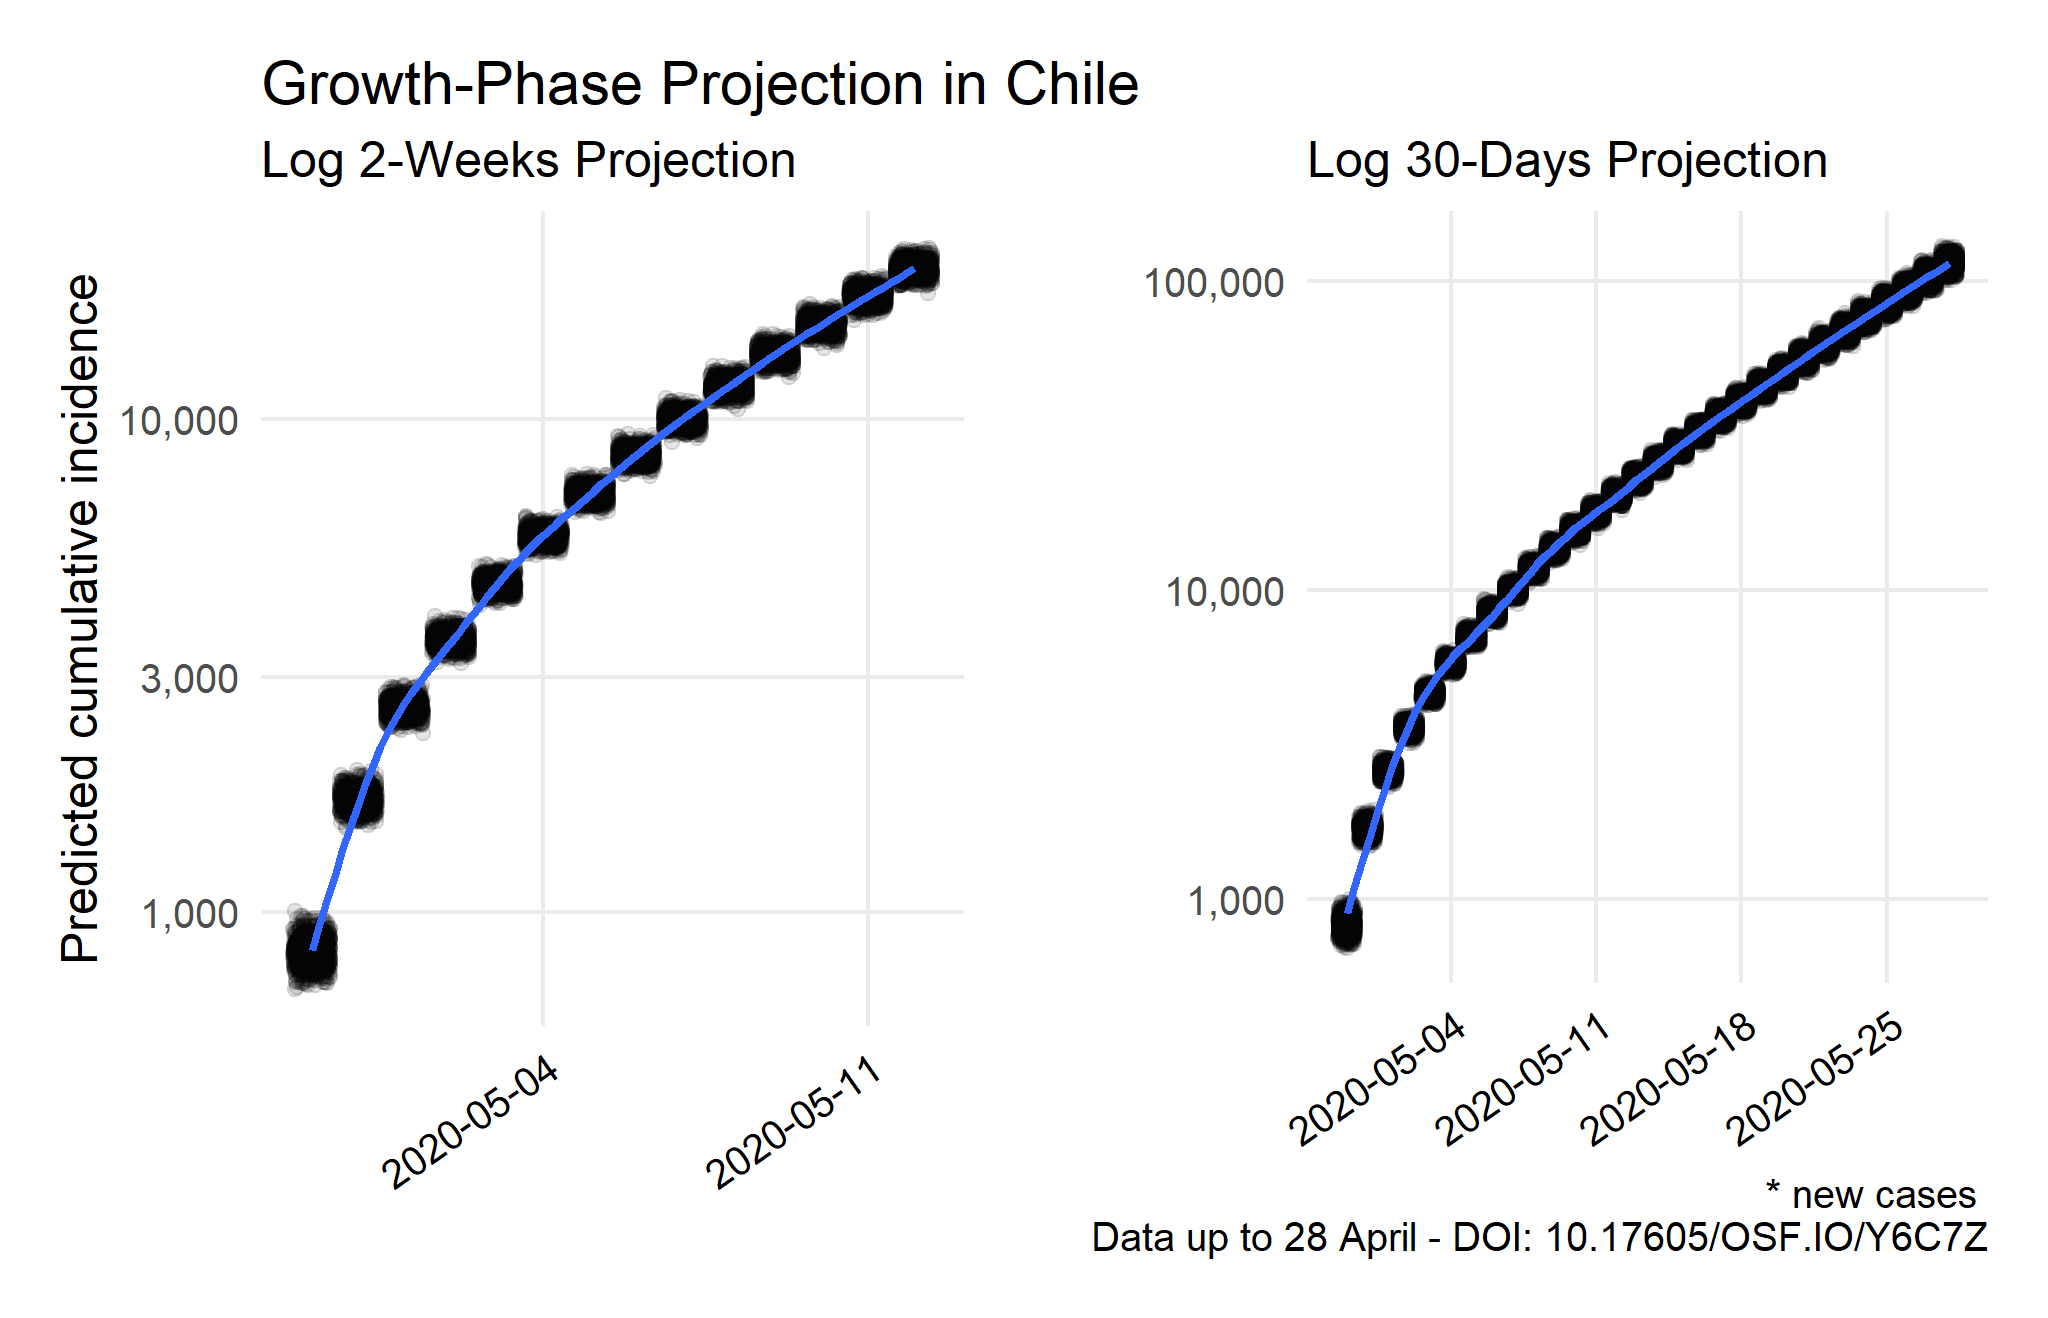 Growth-Phase Projection in Chile
Log 2-Weeks Projection
Predicted cumulative incidence
10,000
3,000
1,000
2020-05-04
2020-05-11
Log 30-Days Projection
100,000
10,000
1,000
2020-05-04
2020-05-11
2020-05-18
2020-05-25
* new cases
Data up to 28 April - DOI: 10.17605/OSF.IO/Y6C7Z